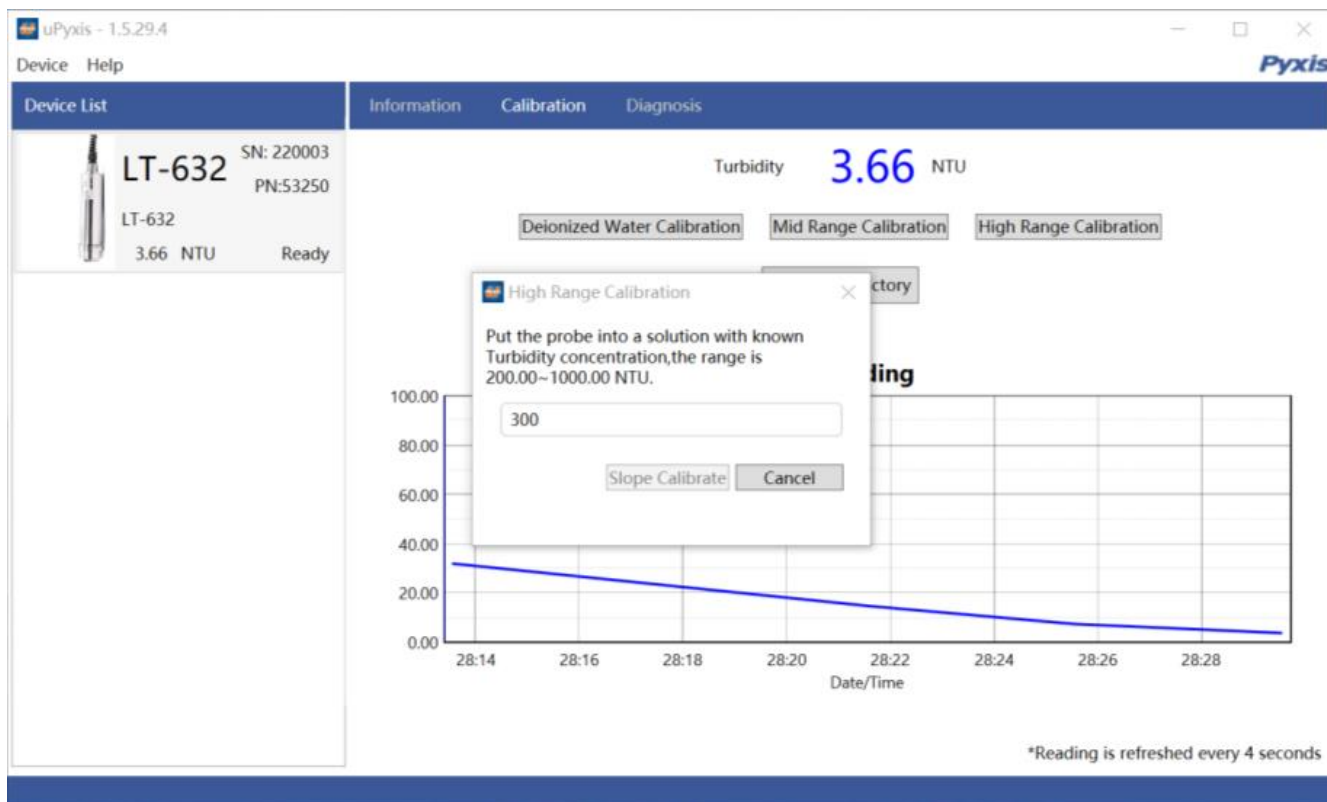 uPyxis - 1.5.29.4
Device Help
Pyxis
Device List
Information Calibration Diagnosis
LT-632
SN: 220003
PN:53250
LT-632
3.66 NTU Ready
Turbidity 3.66 NTU
Deionized Water Calibration Mid Range Calibration High Range Calibration
High Range Calibration
Put the probe into a solution with known
Turbidity concentration,the range is
200.00~1000.00 NTU.
300
Slope Calibrate Cancel
100.00
80.00
60.00
40.00
20.00
0.00
28:14 28:16 28:18 28:20 28:22 28:24 28:26 28:28
Date/Time
*Reading is refreshed every 4 seconds